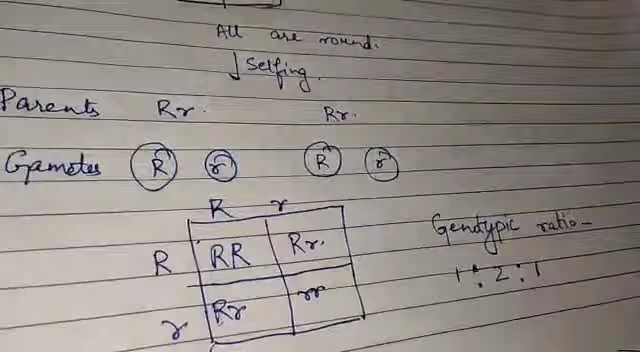 All are round.
↓ Selfing.
Parents Rr. Rr.
Gametes R r R r
R r
R RR Rr.
r Rr rr
Genotypic ratio-
1:2:1